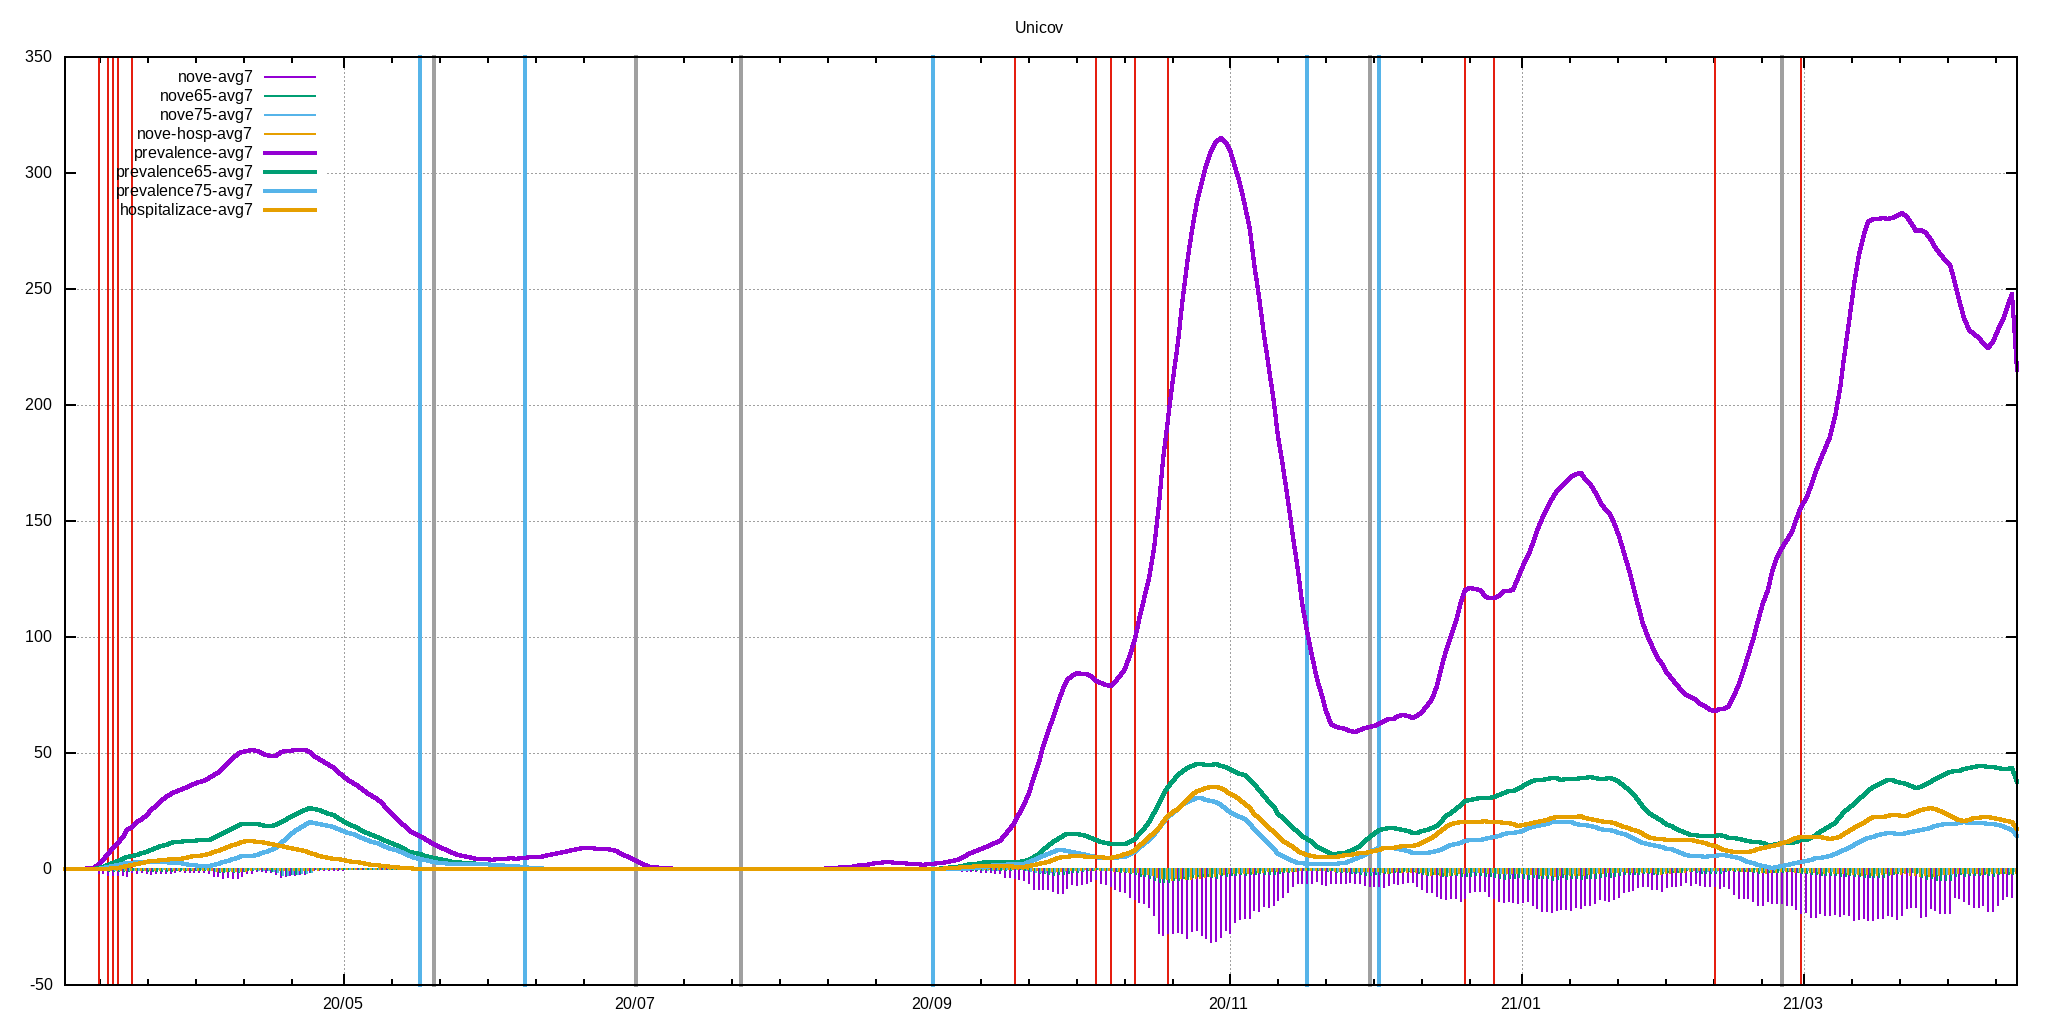 Unicov
350
300
250
200
150
100
50
0
-50
nove-avg7
nove65-avg7
nove75-avg7
nove-hosp-avg7
prevalence-avg7
prevalence65-avg7
prevalence75-avg7
hospitalizace-avg7
20/05
20/07
20/09
20/11
21/01
21/03